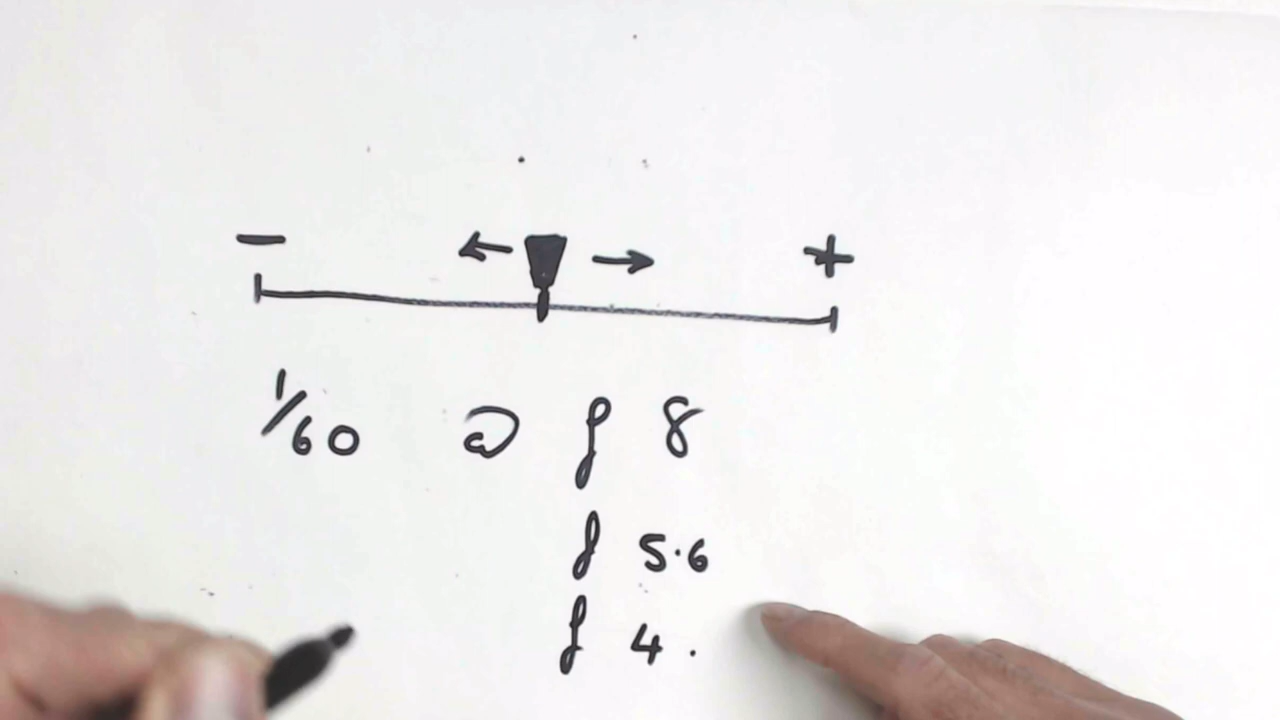 − ← → +
1/60 @ f 8
f 5.6
f 4.